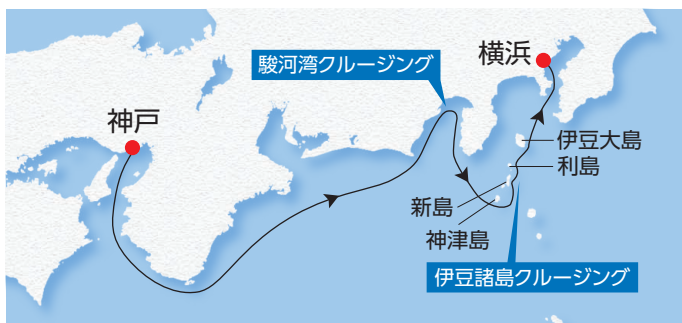 駿河湾クルージング
横浜
神戸
伊豆大島
利島
新島
神津島
伊豆諸島クルージング